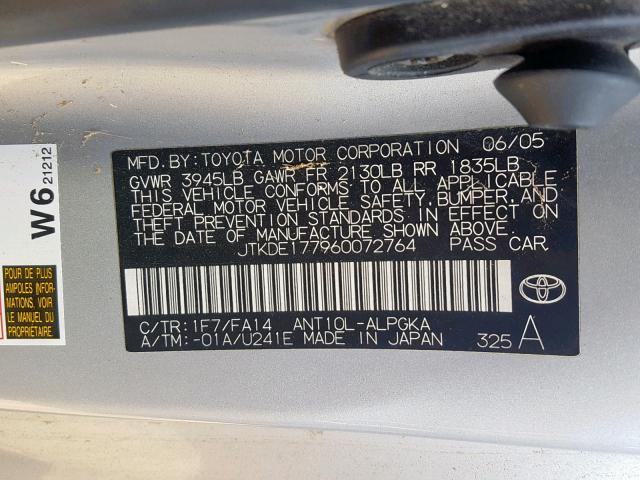 MFD. BY: TOYOTA MOTOR CORPORATION 06/05
GVWR 3945LB GAWR FR 2130LB RR 1835LB
THIS VEHICLE CONFORMS TO ALL APPLICABLE
FEDERAL MOTOR VEHICLE SAFETY, BUMPER, AND
THEFT PREVENTION STANDARDS IN EFFECT ON
THE DATE OF MANUFACTURE SHOWN ABOVE.
JTKDE177960072764 PASS CAR
C/TR: 1F7/FA14 ANT10L-ALPGKA
A/TM: -01A/U241E MADE IN JAPAN 325 A
W6 21212
POUR DE PLUS
AMPLES INFOR-
MATIONS. VOIR
LE MANUEL DU